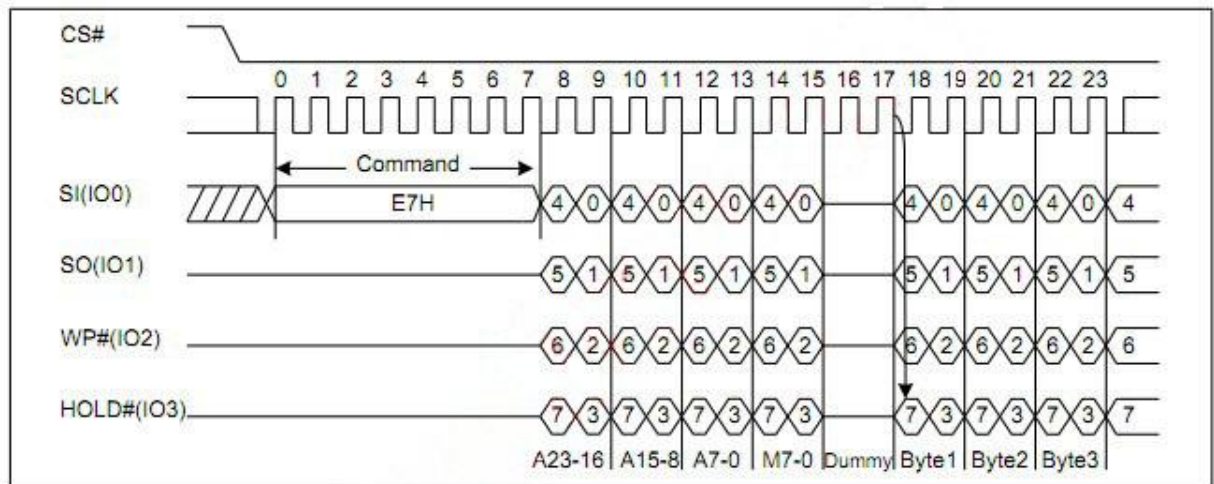 CS#
0 1 2 3 4 5 6 7 8 9 10 11 12 13 14 15 16 17 18 19 20 21 22 23
SCLK
Command
SI(IO0) E7H 4 0 4 0 4 0 4 0 4 0 4 0 4 0 4
SO(IO1) 5 1 5 1 5 1 5 1 5 1 5 1 5 1 5
WP#(IO2) 6 2 6 2 6 2 6 2 6 2 6 2 6 2 6
HOLD#(IO3) 7 3 7 3 7 3 7 3 7 3 7 3 7 3 7
A23-16 A15-8 A7-0 M7-0 Dummy Byte1 Byte2 Byte3